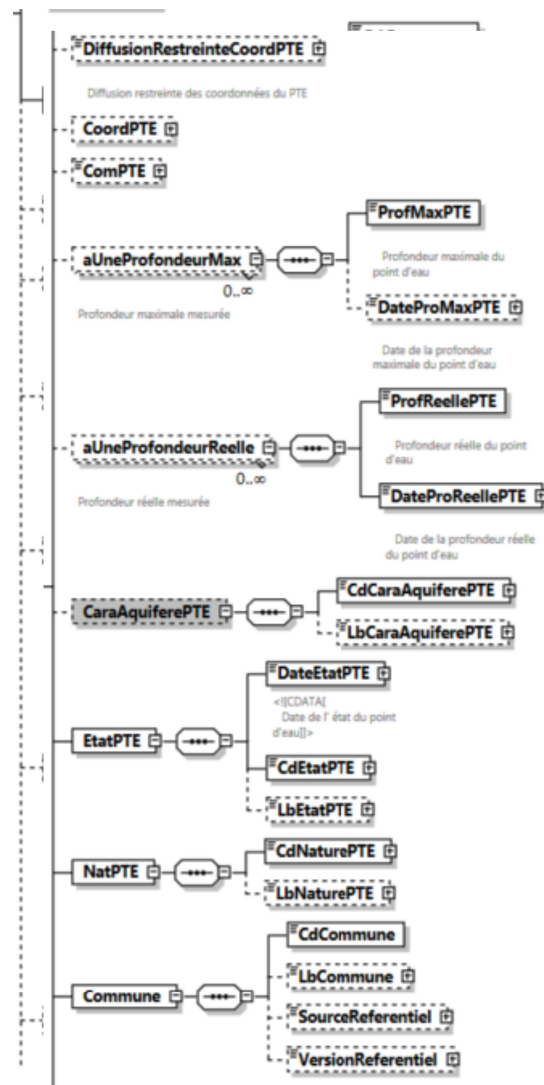 DiffusionRestreinteCoordPTE
Diffusion restreinte des coordonnées du PTE
CoordPTE
ComPTE
ProfMaxPTE
Profondeur maximale du
point d'eau
aUneProfondeurMax
0..∞
Profondeur maximale mesurée
DateProMaxPTE
Date de la profondeur
maximale du point d'eau
ProfReellePTE
Profondeur réelle du point
d'eau
aUneProfondeurReelle
0..∞
Profondeur réelle mesurée
DateProReellePTE
Date de la profondeur réelle
du point d'eau
CdCaraAquiferePTE
CaraAquiferePTE
LbCaraAquiferePTE
DateEtatPTE
<![CDATA[
Date de l' état du point
d'eau]]>
EtatPTE
CdEtatPTE
LbEtatPTE
CdNaturePTE
NatPTE
LbNaturePTE
CdCommune
LbCommune
Commune
SourceReferentiel
VersionReferentiel